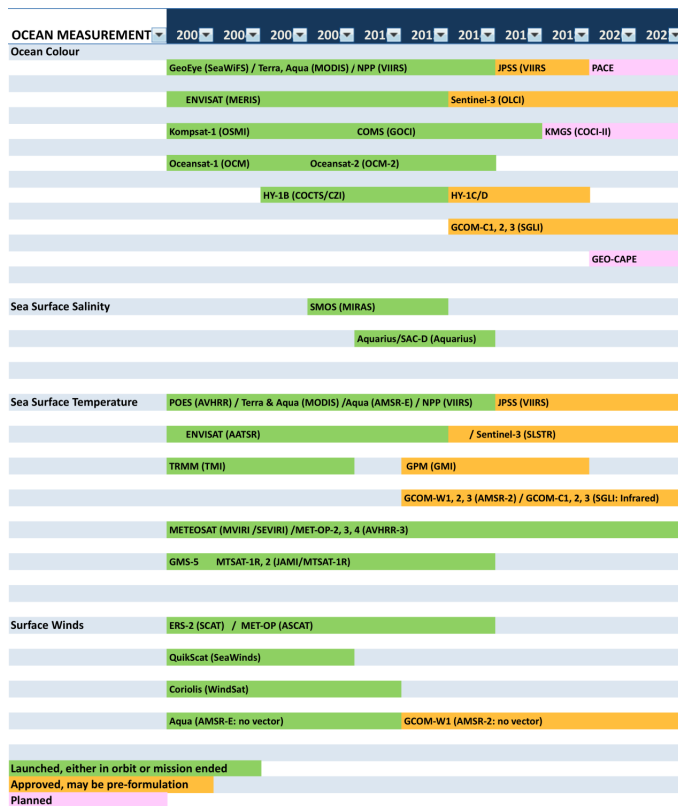 OCEAN MEASUREMENT 200 200 200 200 201 201 201 201 201 202 202
Ocean Colour
GeoEye (SeaWiFS) / Terra, Aqua (MODIS) / NPP (VIIRS) JPSS (VIIRS PACE
ENVISAT (MERIS) Sentinel-3 (OLCI)
Kompsat-1 (OSMI) COMS (GOCI) KMGS (COCI-II)
Oceansat-1 (OCM) Oceansat-2 (OCM-2)
HY-1B (COCTS/CZI) HY-1C/D
GCOM-C1, 2, 3 (SGLI)
GEO-CAPE
Sea Surface Salinity SMOS (MIRAS)
Aquarius/SAC-D (Aquarius)
Sea Surface Temperature POES (AVHRR) / Terra & Aqua (MODIS) /Aqua (AMSR-E) / NPP (VIIRS) JPSS (VIIRS)
ENVISAT (AATSR) / Sentinel-3 (SLSTR)
TRMM (TMI) GPM (GMI)
GCOM-W1, 2, 3 (AMSR-2) / GCOM-C1, 2, 3 (SGLI: Infrared)
METEOSAT (MVIRI /SEVIRI) /MET-OP-2, 3, 4 (AVHRR-3)
GMS-5 MTSAT-1R, 2 (JAMI/MTSAT-1R)
Surface Winds ERS-2 (SCAT) / MET-OP (ASCAT)
QuikScat (SeaWinds)
Coriolis (WindSat)
Aqua (AMSR-E: no vector) GCOM-W1 (AMSR-2: no vector)
Launched, either in orbit or mission ended
Approved, may be pre-formulation
Planned